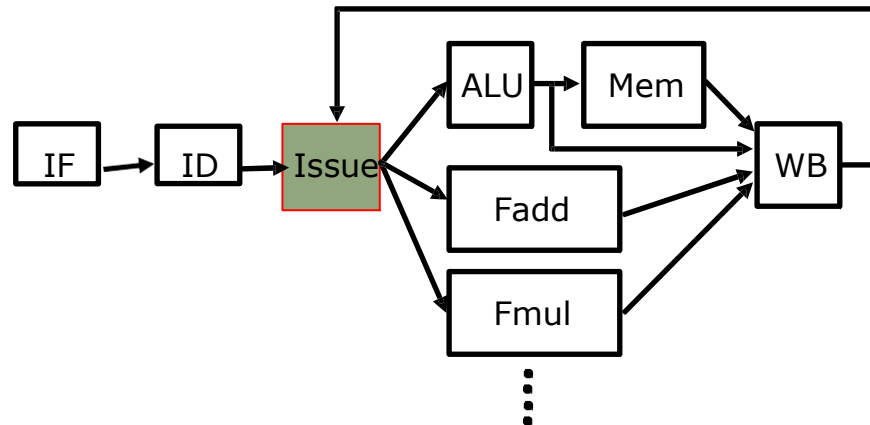 IF
ID
Issue
ALU
Mem
Fadd
Fmul
WB